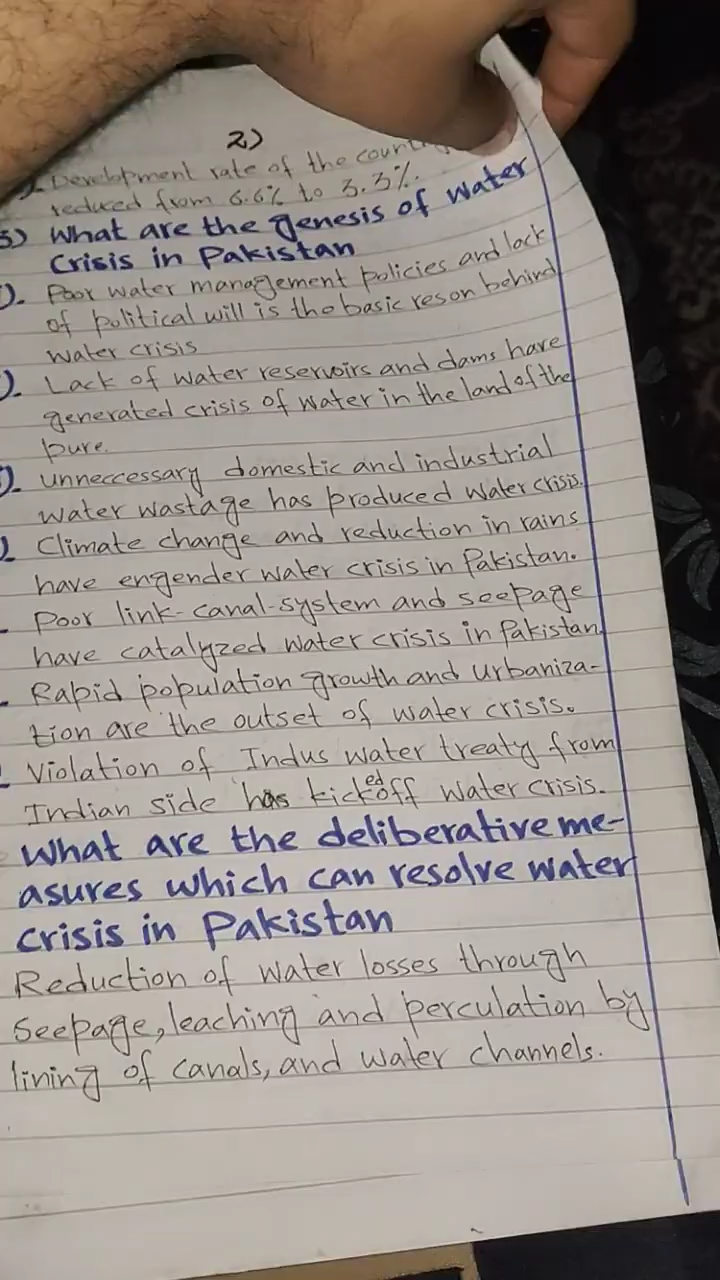 2)
Development rate of the
reduced from 6.6% to 3.3%.
3) What are the genesis of water
Crisis in Pakistan
Poor water management policies and lack
of political will is the basic reson behind
water crisis
Lack of water reservoirs and dams have
generated crisis of water in the land of the
pure.
unneccessary domestic and industrial
water wastage has produced water crisis.
Climate change and reduction in rains
have engender water crisis in Pakistan.
Poor link-canal-system and seepage
have catalyzed water crisis in Pakistan.
Rapid population growth and Urbaniza-
tion are the outset of water crisis.
Violation of Indus water treaty from
Indian side has kickedoff water crisis.
What are the deliberative me-
asures which can resolve water
crisis in Pakistan
Reduction of water losses through
seepage, leaching and perculation by
lining of canals, and water channels.